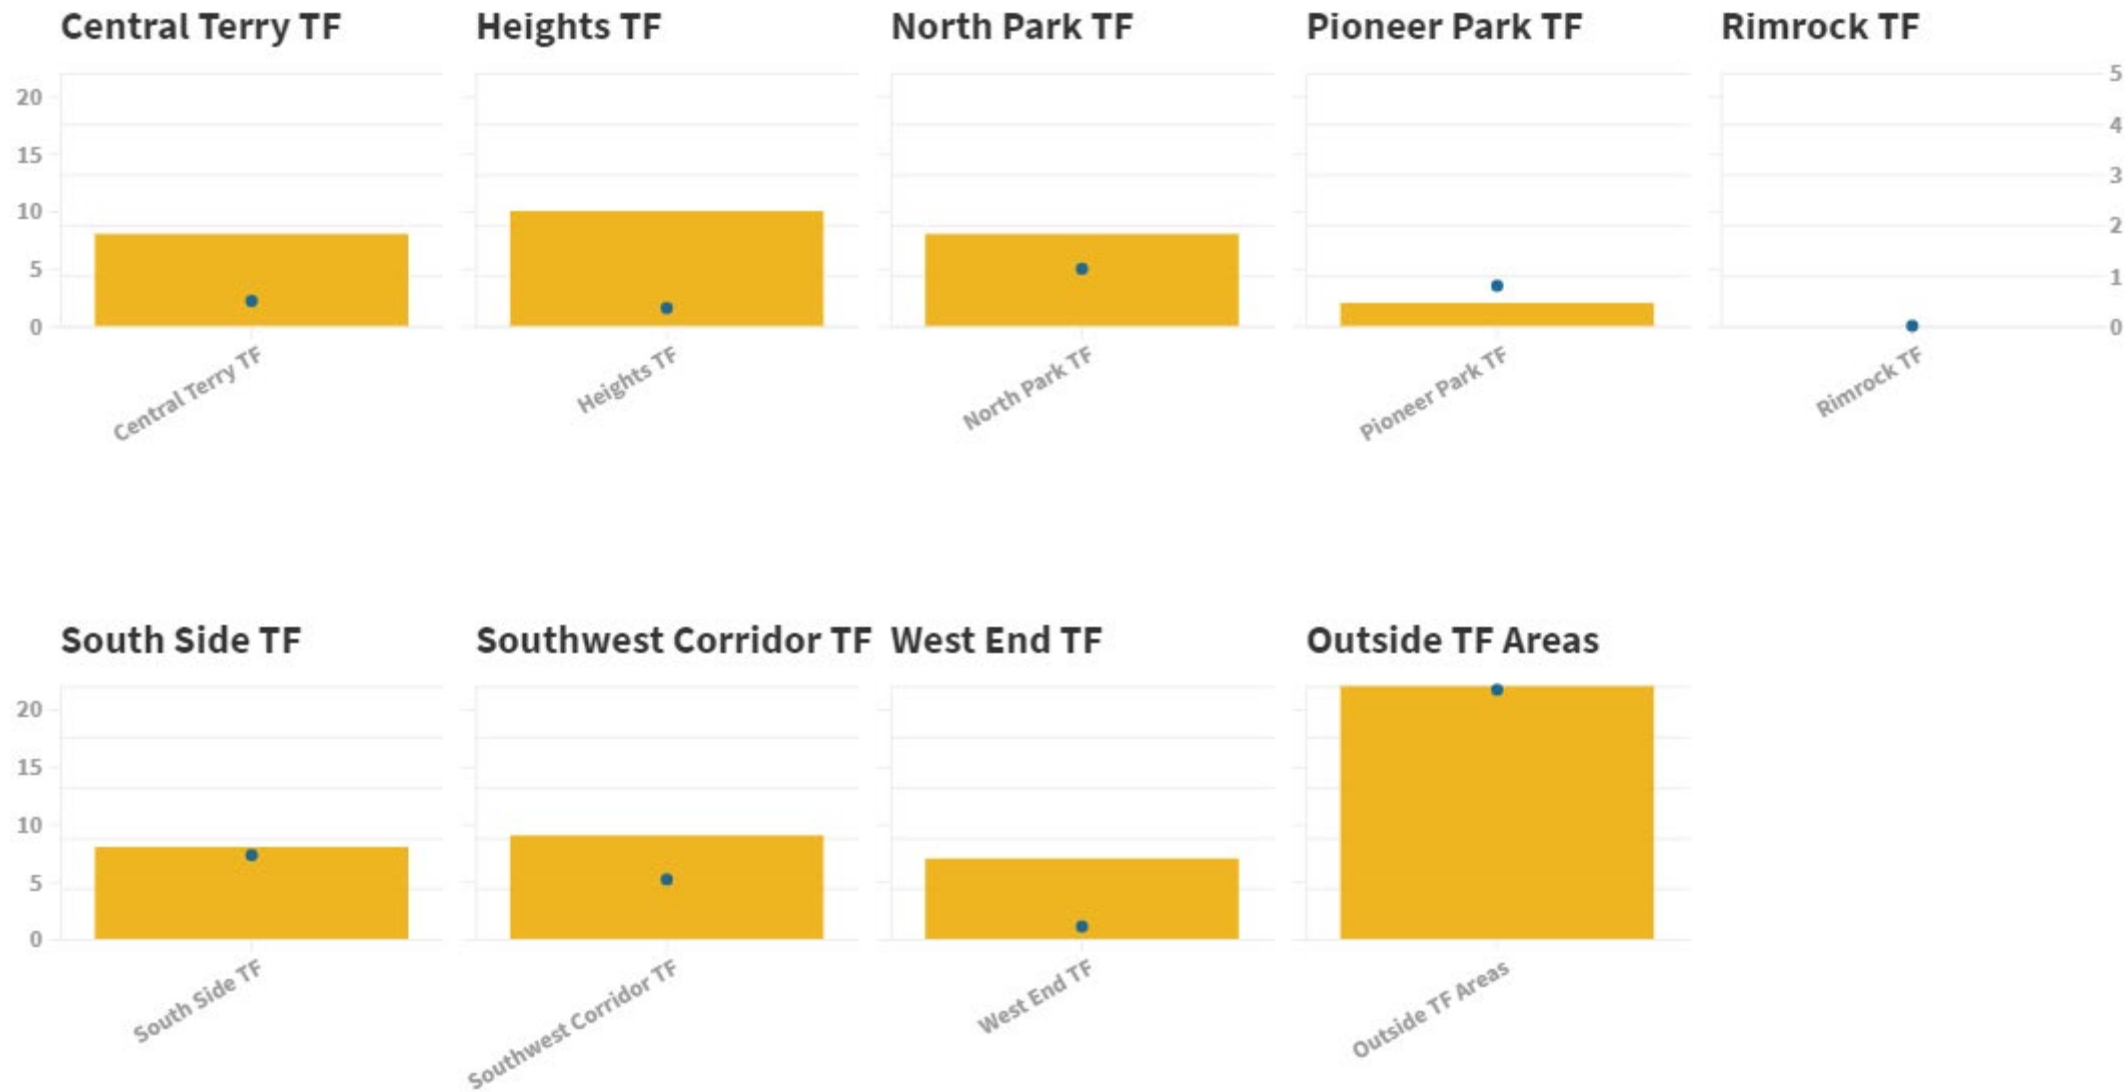 Central Terry TF
Heights TF
North Park TF
Pioneer Park TF
Rimrock TF
20
15
10
5
0
5
4
3
2
1
0
Central Terry TF
Heights TF
North Park TF
Pioneer Park TF
Rimrock TF
South Side TF
Southwest Corridor TF
West End TF
Outside TF Areas
20
15
10
5
0
South Side TF
Southwest Corridor TF
West End TF
Outside TF Areas